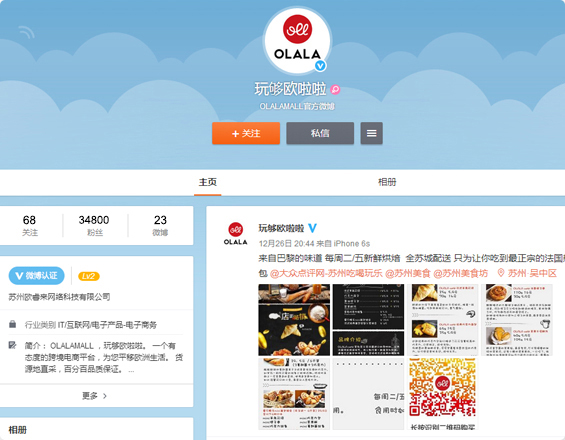 oll
OLALA
玩够欧啦啦
OLALAMALL官方微博
+ 关注
私信
主页
相册
68
关注
34800
粉丝
23
微博
微博认证
Lv2
苏州欧睿来网络科技有限公司
行业类别 IT/互联网/电子产品-电子商务
简介： OLALAMALL ，玩够欧啦啦。 一个有
态度的跨境电商平台，为您平移欧洲生活。 货
源地直采，百分百品质保证。 ...
更多
相册
oll
OLALA
玩够欧啦啦
12月26日 20:44 来自 iPhone 6s
来自巴黎的味道 每周二/五新鲜烘焙 全苏城配送 只为让你吃到最正宗的法国
包 @大众点评网-苏州吃喝玩乐 @苏州美食 @苏州美食坊 苏州·吴中区
每周二/五
长按识别二维码购买